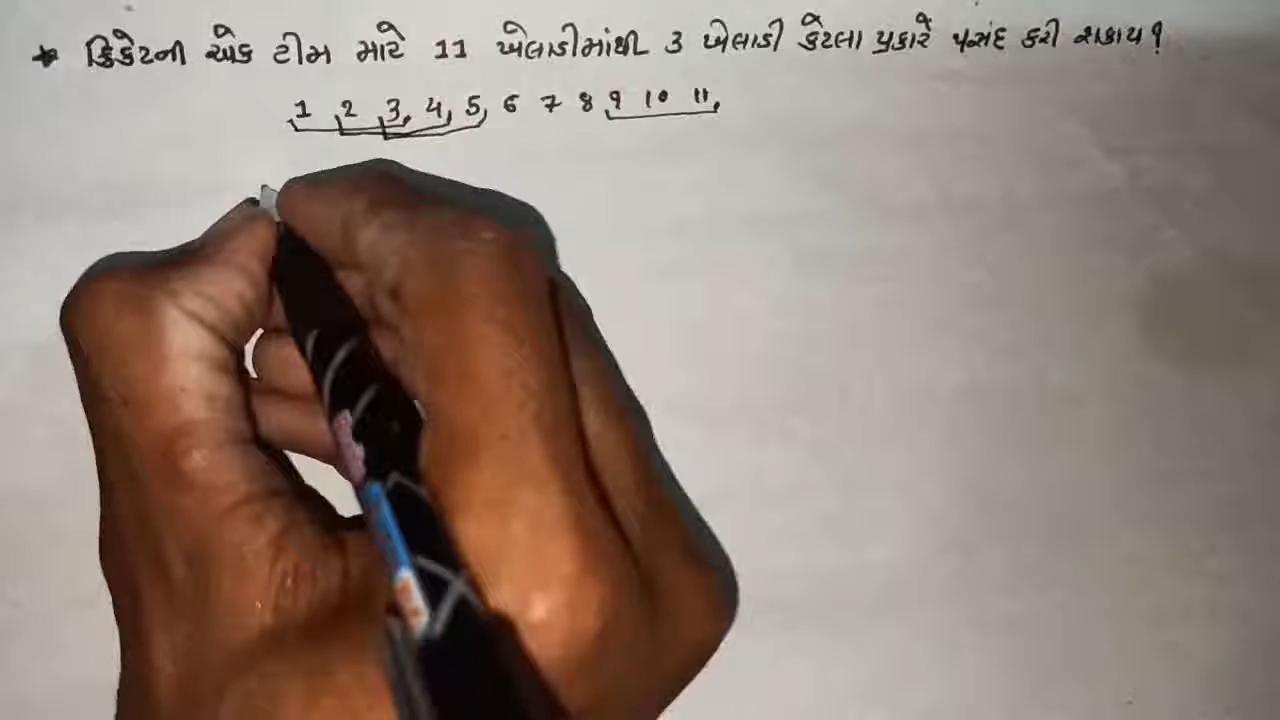 * ક્રિકેટની એક ટીમ માટે 11 ખેલાડીમાંથી 3 ખેલાડી કેટલા પ્રકારે પસંદ કરી શકાય ?
1 2 3, 4, 5, 6 7 8 9 10 11,